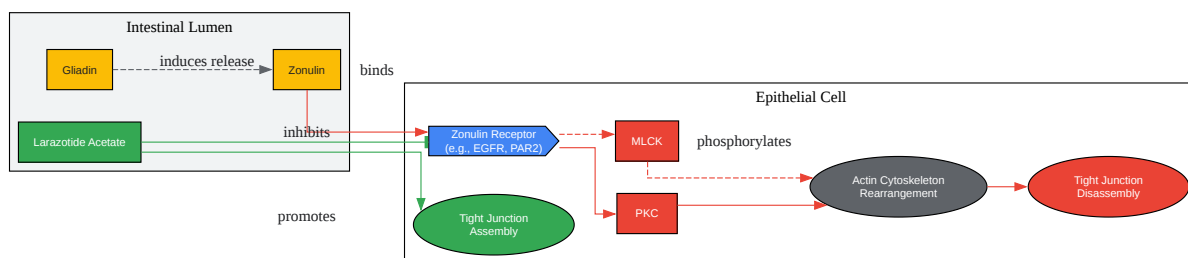 Intestinal Lumen
Gliadin
induces release
Zonulin
binds
Larazotide Acetate
inhibits
promotes
Epithelial Cell
Zonulin Receptor
(e.g., EGFR, PAR2)
MLCK
phosphorylates
PKC
Actin Cytoskeleton
Rearrangement
Tight Junction
Disassembly
Tight Junction
Assembly